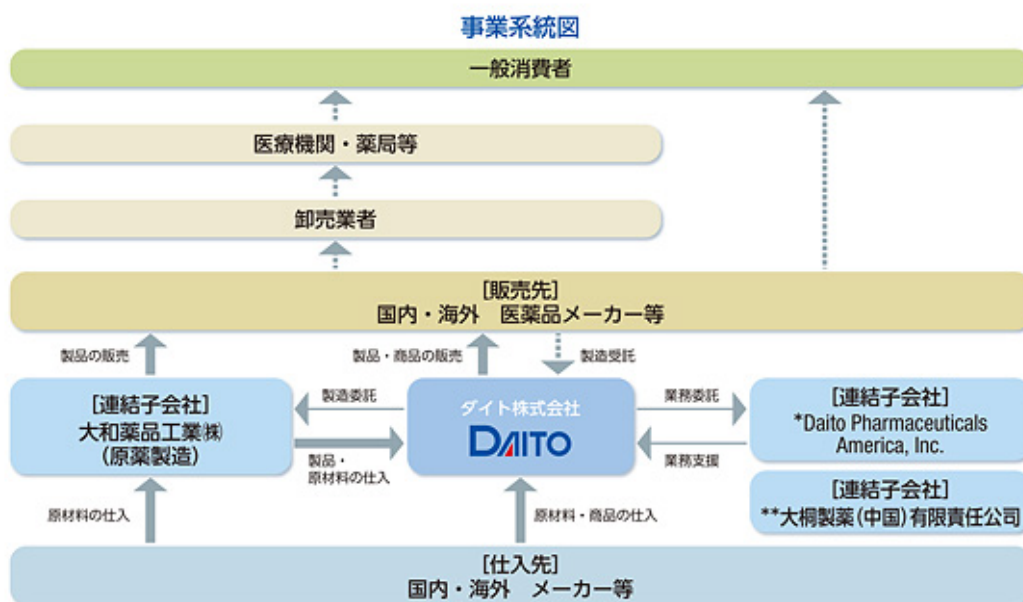 事業系統図
一般消費者
医療機関・薬局等
卸売業者
[販売先]
国内・海外　医薬品メーカー等
製品の販売
製品・商品の販売
製造受託
[連結子会社]
大和薬品工業㈱
(原薬製造)
製造委託
製品・
原材料の仕入
ダイト株式会社
DAITO
業務委託
業務支援
[連結子会社]
*Daito Pharmaceuticals
America, Inc.
[連結子会社]
**大桐製薬(中国)有限責任公司
原材料の仕入
原材料・商品の仕入
[仕入先]
国内・海外　メーカー等